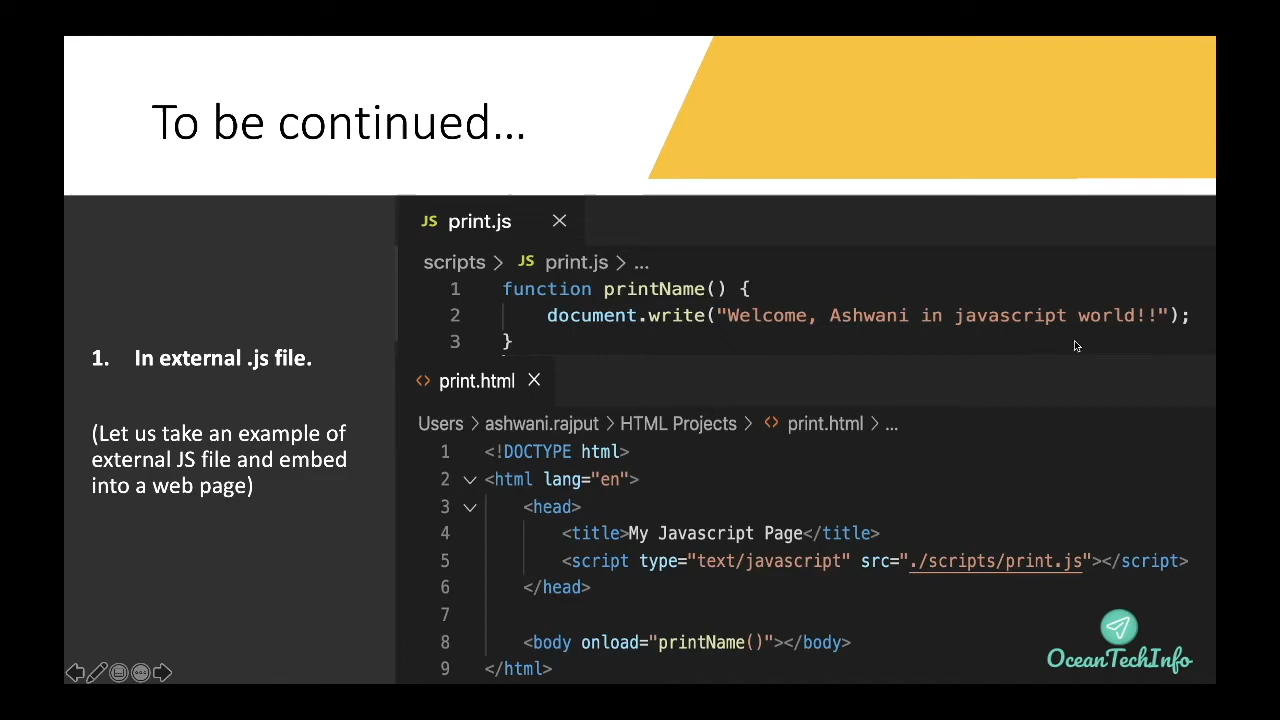 To be continued...
1. In external .js file.
(Let us take an example of
external JS file and embed
into a web page)
JS print.js
scripts > JS print.js > ...
1 function printName() {
2 document.write("Welcome, Ashwani in javascript world!!");
3 }
<> print.html
Users > ashwani.rajput > HTML Projects > <> print.html > ...
1 <!DOCTYPE html>
2 <html lang="en">
3 <head>
4 <title>My Javascript Page</title>
5 <script type="text/javascript" src="./scripts/print.js"></script>
6 </head>
7
8 <body onload="printName()"></body>
9 </html>
OceanTechInfo